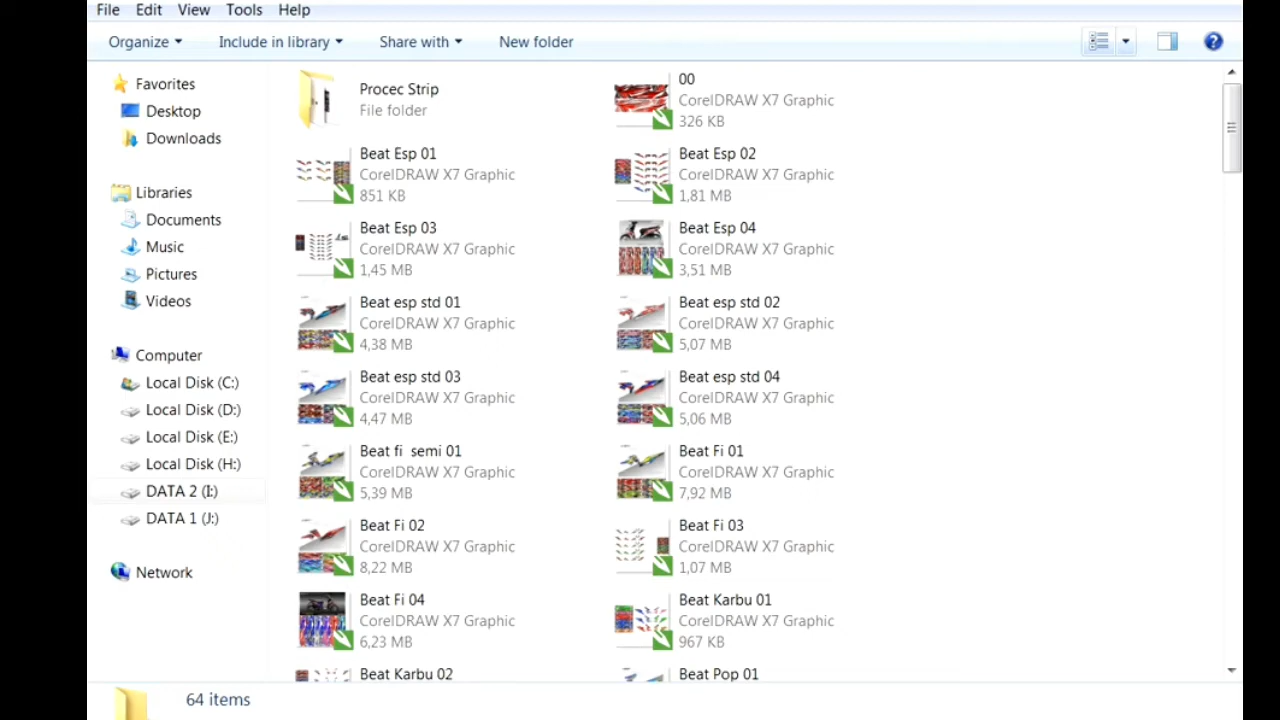 File Edit View Tools Help
Organize Include in library Share with New folder
Favorites
Desktop
Downloads
Libraries
Documents
Music
Pictures
Videos
Computer
Local Disk (C:)
Local Disk (D:)
Local Disk (E:)
Local Disk (H:)
DATA 2 (I:)
DATA 1 (J:)
Network
Procec Strip
File folder
00
CorelDRAW X7 Graphic
326 KB
Beat Esp 01
CorelDRAW X7 Graphic
851 KB
Beat Esp 02
CorelDRAW X7 Graphic
1,81 MB
Beat Esp 03
CorelDRAW X7 Graphic
1,45 MB
Beat Esp 04
CorelDRAW X7 Graphic
3,51 MB
Beat esp std 01
CorelDRAW X7 Graphic
4,38 MB
Beat esp std 02
CorelDRAW X7 Graphic
5,07 MB
Beat esp std 03
CorelDRAW X7 Graphic
4,47 MB
Beat esp std 04
CorelDRAW X7 Graphic
5,06 MB
Beat fi semi 01
CorelDRAW X7 Graphic
5,39 MB
Beat Fi 01
CorelDRAW X7 Graphic
7,92 MB
Beat Fi 02
CorelDRAW X7 Graphic
8,22 MB
Beat Fi 03
CorelDRAW X7 Graphic
1,07 MB
Beat Fi 04
CorelDRAW X7 Graphic
6,23 MB
Beat Karbu 01
CorelDRAW X7 Graphic
967 KB
Beat Karbu 02
Beat Pop 01
64 items